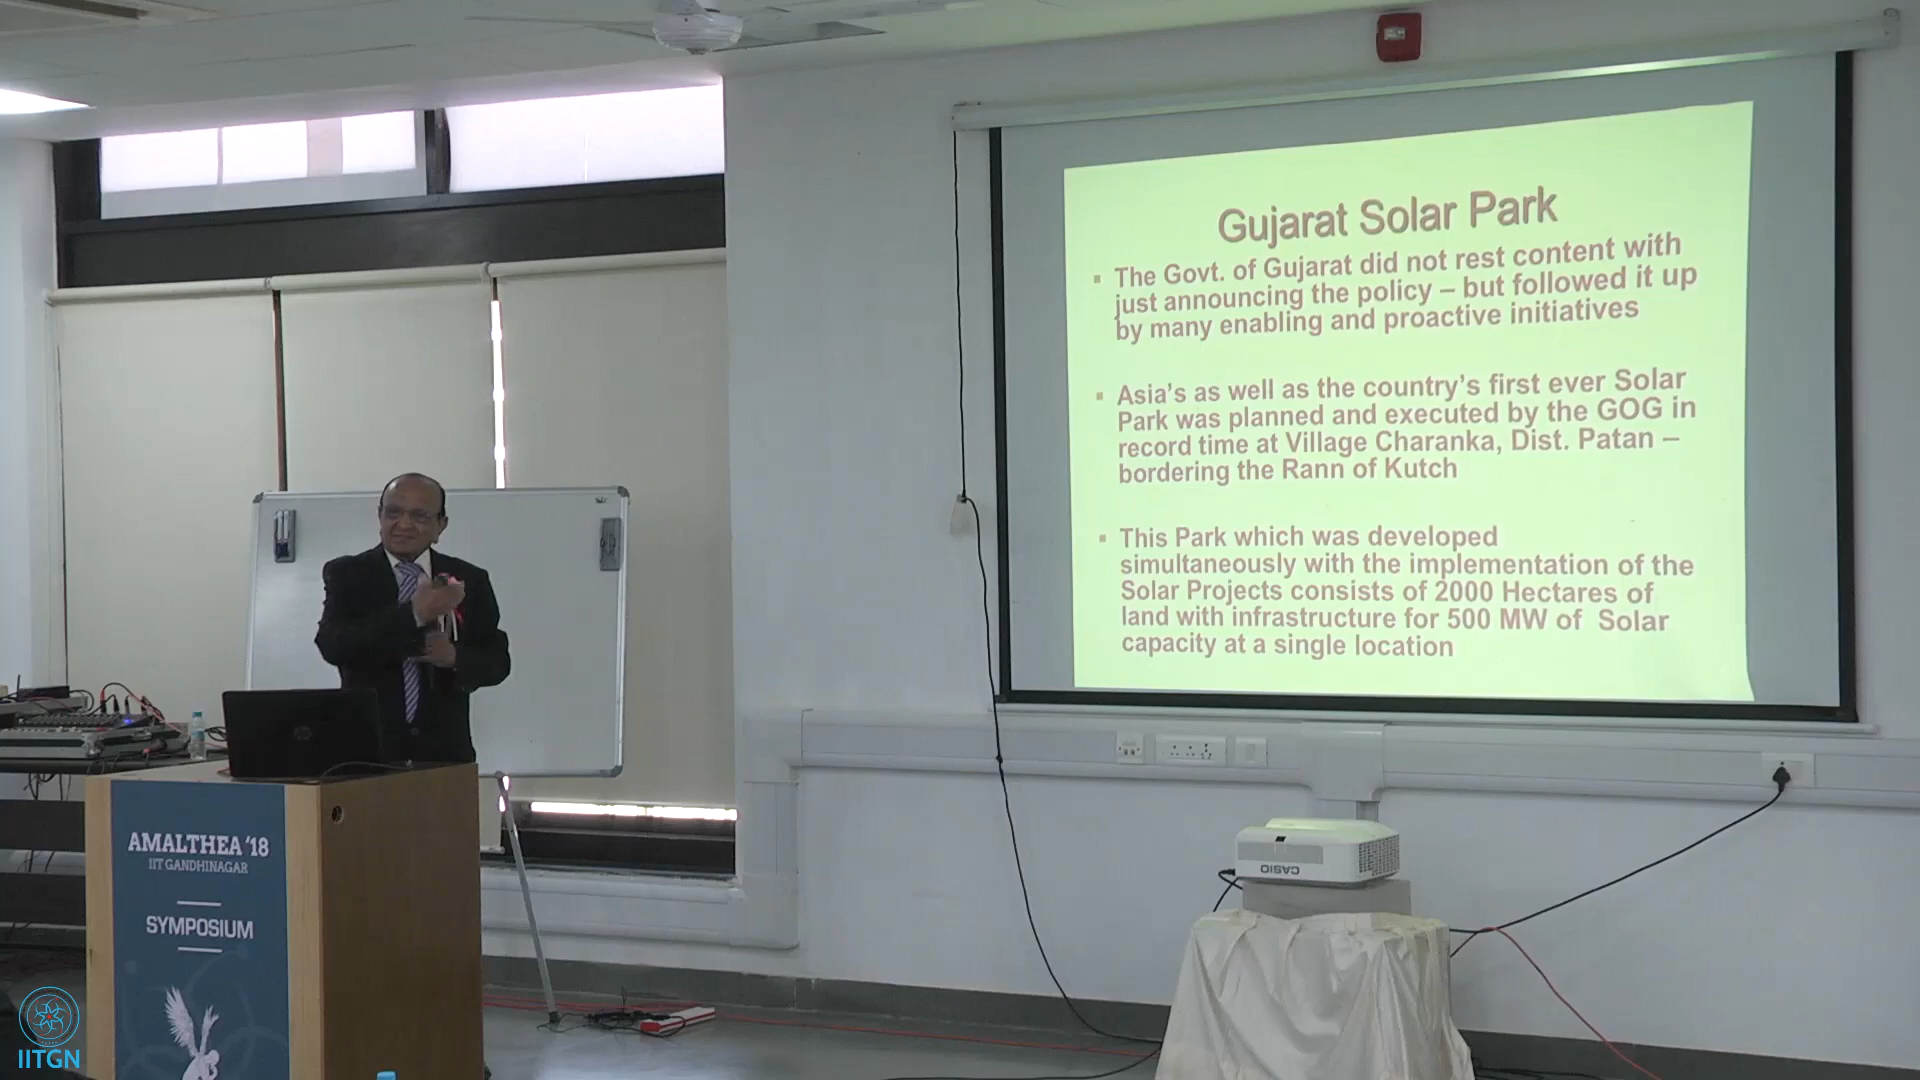 Gujarat Solar Park
▪ The Govt. of Gujarat did not rest content with
just announcing the policy – but followed it up
by many enabling and proactive initiatives
▪ Asia's as well as the country's first ever Solar
Park was planned and executed by the GOG in
record time at Village Charanka, Dist. Patan –
bordering the Rann of Kutch
▪ This Park which was developed
simultaneously with the implementation of the
Solar Projects consists of 2000 Hectares of
land with infrastructure for 500 MW of Solar
capacity at a single location
AMALTHEA '18
IIT GANDHINAGAR
SYMPOSIUM
CASIO
hp
IITGN